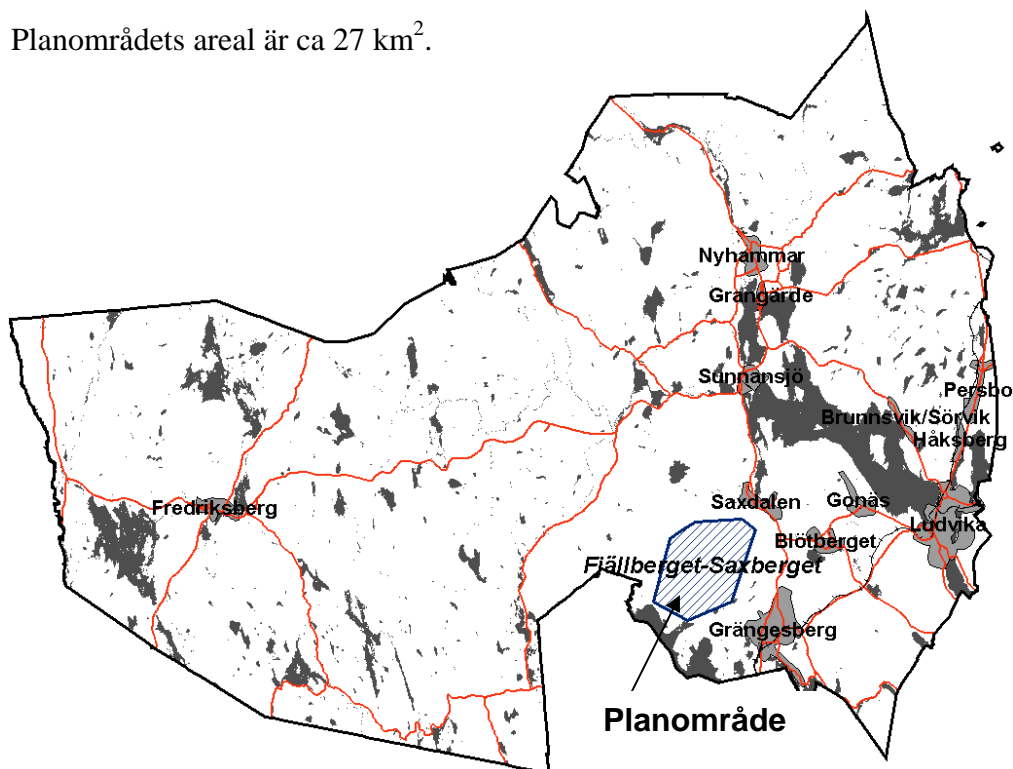 Planområdets areal är ca 27 km².
Nyhammar
Grangärde
Sunnansjö
Persbo
Brunnsvik/Sörvik
Håksberg
Saxdalen
Gonäs
Fredriksberg
Ludvika
Blötberget
Fjällberget-Saxberget
Grängesberg
Planområde